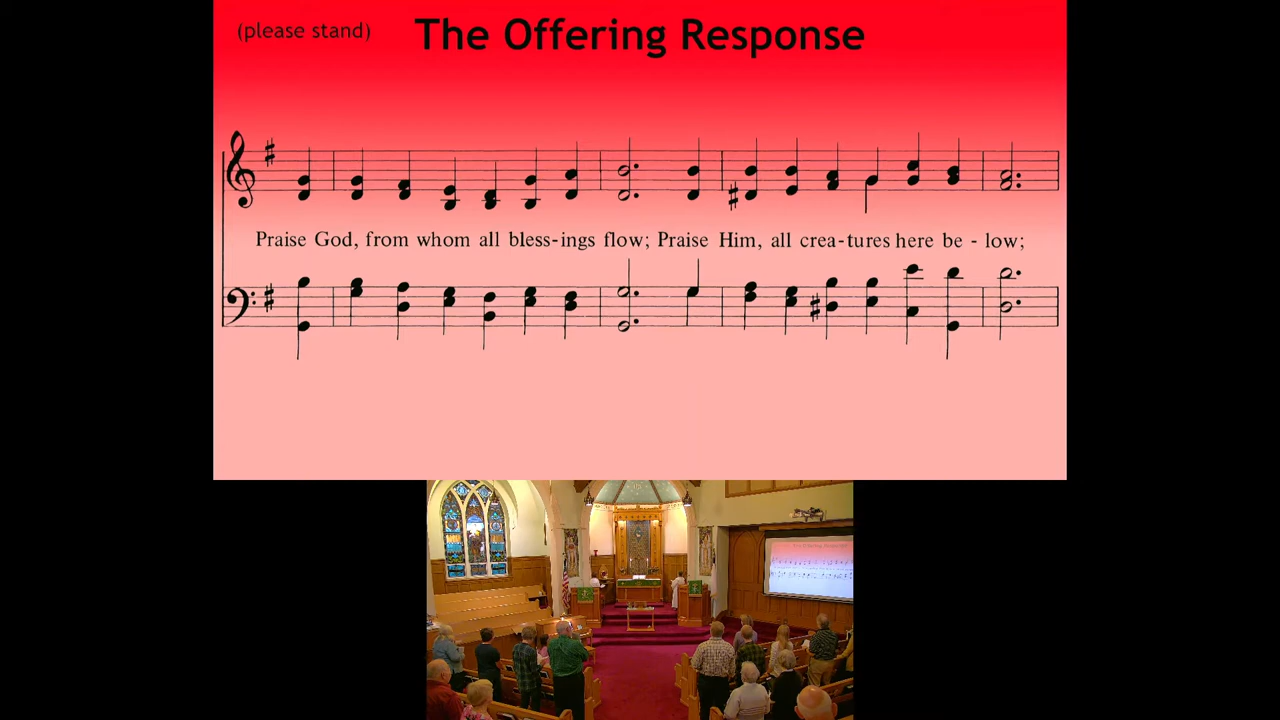 (please stand)
The Offering Response
Praise God, from whom all bless-ings flow; Praise Him, all crea-tures here be - low;